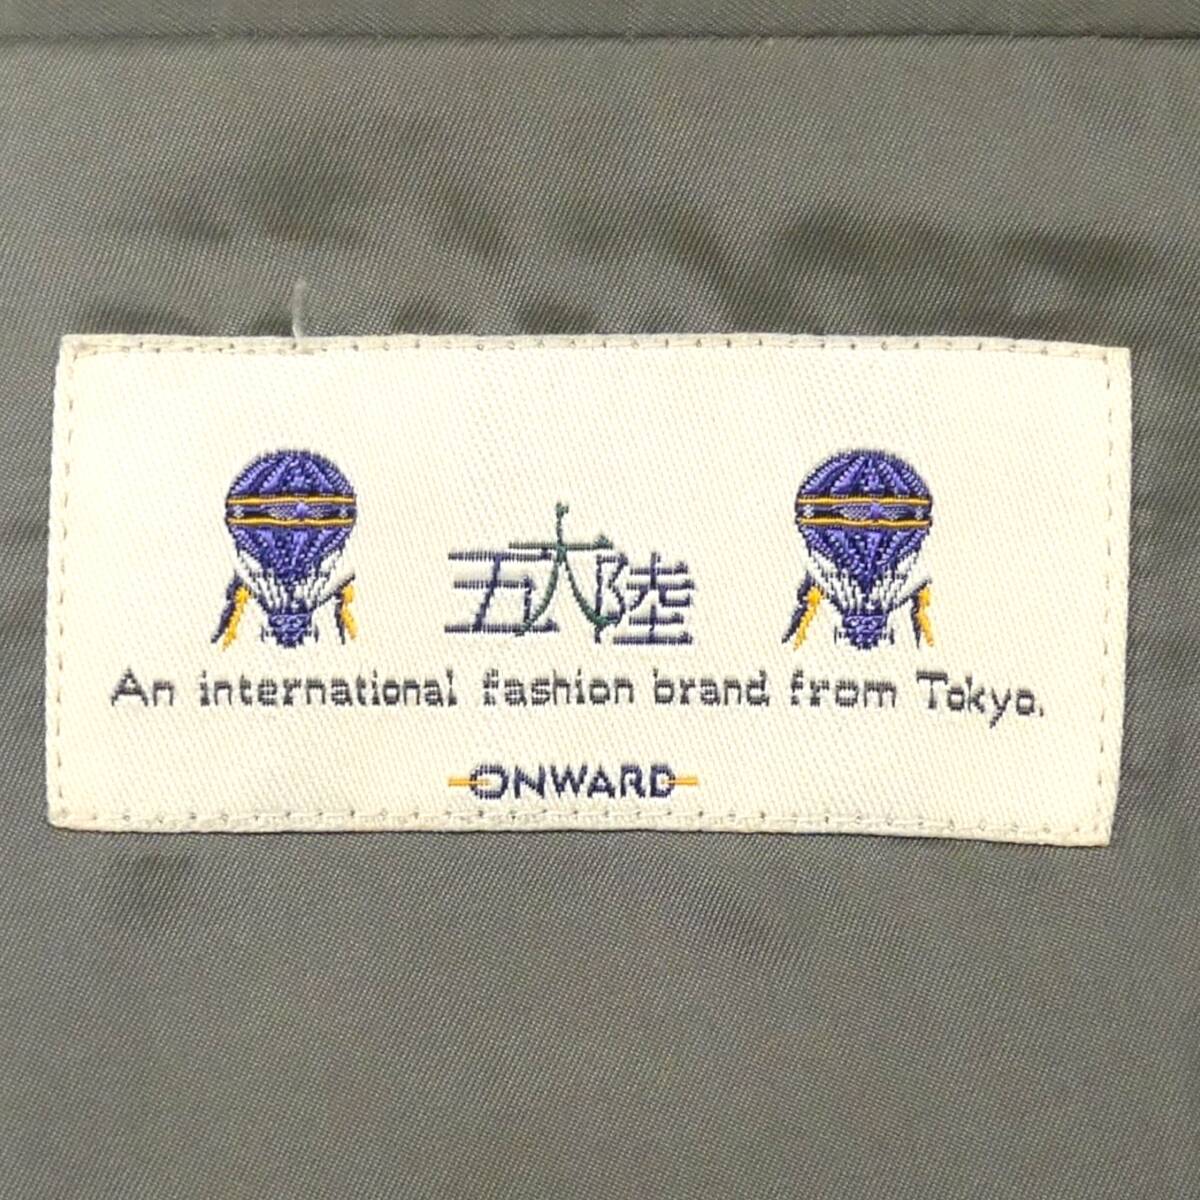 五大陸
An international fashion brand from Tokyo.
ONWARD